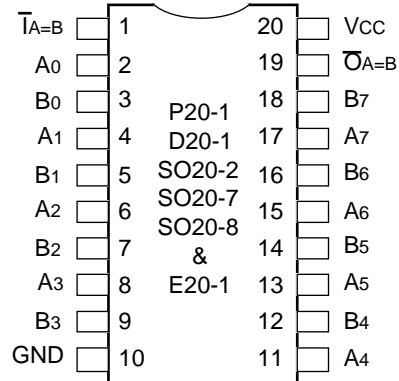 I̅A=B 1 20 VCC
A0 2 19 O̅A=B
B0 3 18 B7
P20-1
A1 4 17 A7
D20-1
B1 5 SO20-2 16 B6
SO20-7
A2 6 15 A6
SO20-8
B2 7 14 B5
&
A3 8 E20-1 13 A5
B3 9 12 B4
GND 10 11 A4